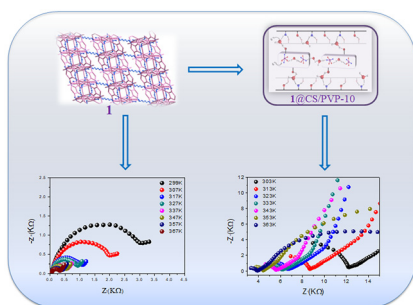 1
1@CS/PVP-10
-Z''(KΩ)
2.5
2.0
1.5
1.0
0.5
0.0
298K
307K
317K
327K
337K
347K
357K
367K
0.0 0.5 1.0 1.5 2.0 2.5 3.0 3.5
Z'(KΩ)
-Z (KΩ)
12
10
8
6
4
2
0
303K
313K
323K
333K
343K
353K
363K
4 6 8 10 12 14
Z (KΩ)